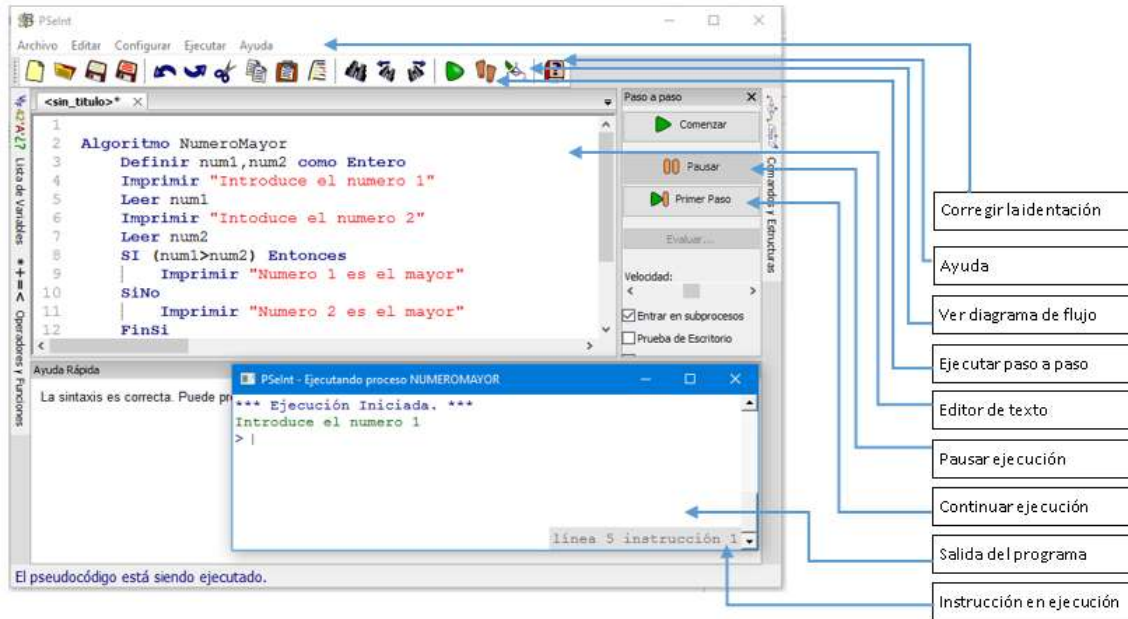 PSeInt
Archivo Editar Configurar Ejecutar Ayuda
<sin_titulo>*
1
2 Algoritmo NumeroMayor
3 Definir num1,num2 como Entero
4 Imprimir "Introduce el numero 1"
5 Leer num1
6 Imprimir "Intoduce el numero 2"
7 Leer num2
8 SI (num1>num2) Entonces
9 Imprimir "Numero 1 es el mayor"
10 SiNo
11 Imprimir "Numero 2 es el mayor"
12 FinSi
Lista de Variables
Operadores y Funciones
Paso a paso
Comenzar
Pausar
Primer Paso
Evaluar...
Velocidad:
Entrar en subprocesos
Prueba de Escritorio
Comandos y Estructuras
Ayuda Rápida
La sintaxis es correcta. Puede
PSeInt - Ejecutando proceso NUMEROMAYOR
*** Ejecución Iniciada. ***
Introduce el numero 1
>
línea 5 instrucción 1
El pseudocódigo está siendo ejecutado.
Corregir la identación
Ayuda
Ver diagrama de flujo
Ejecutar paso a paso
Editor de texto
Pausar ejecución
Continuar ejecución
Salida del programa
Instrucción en ejecución